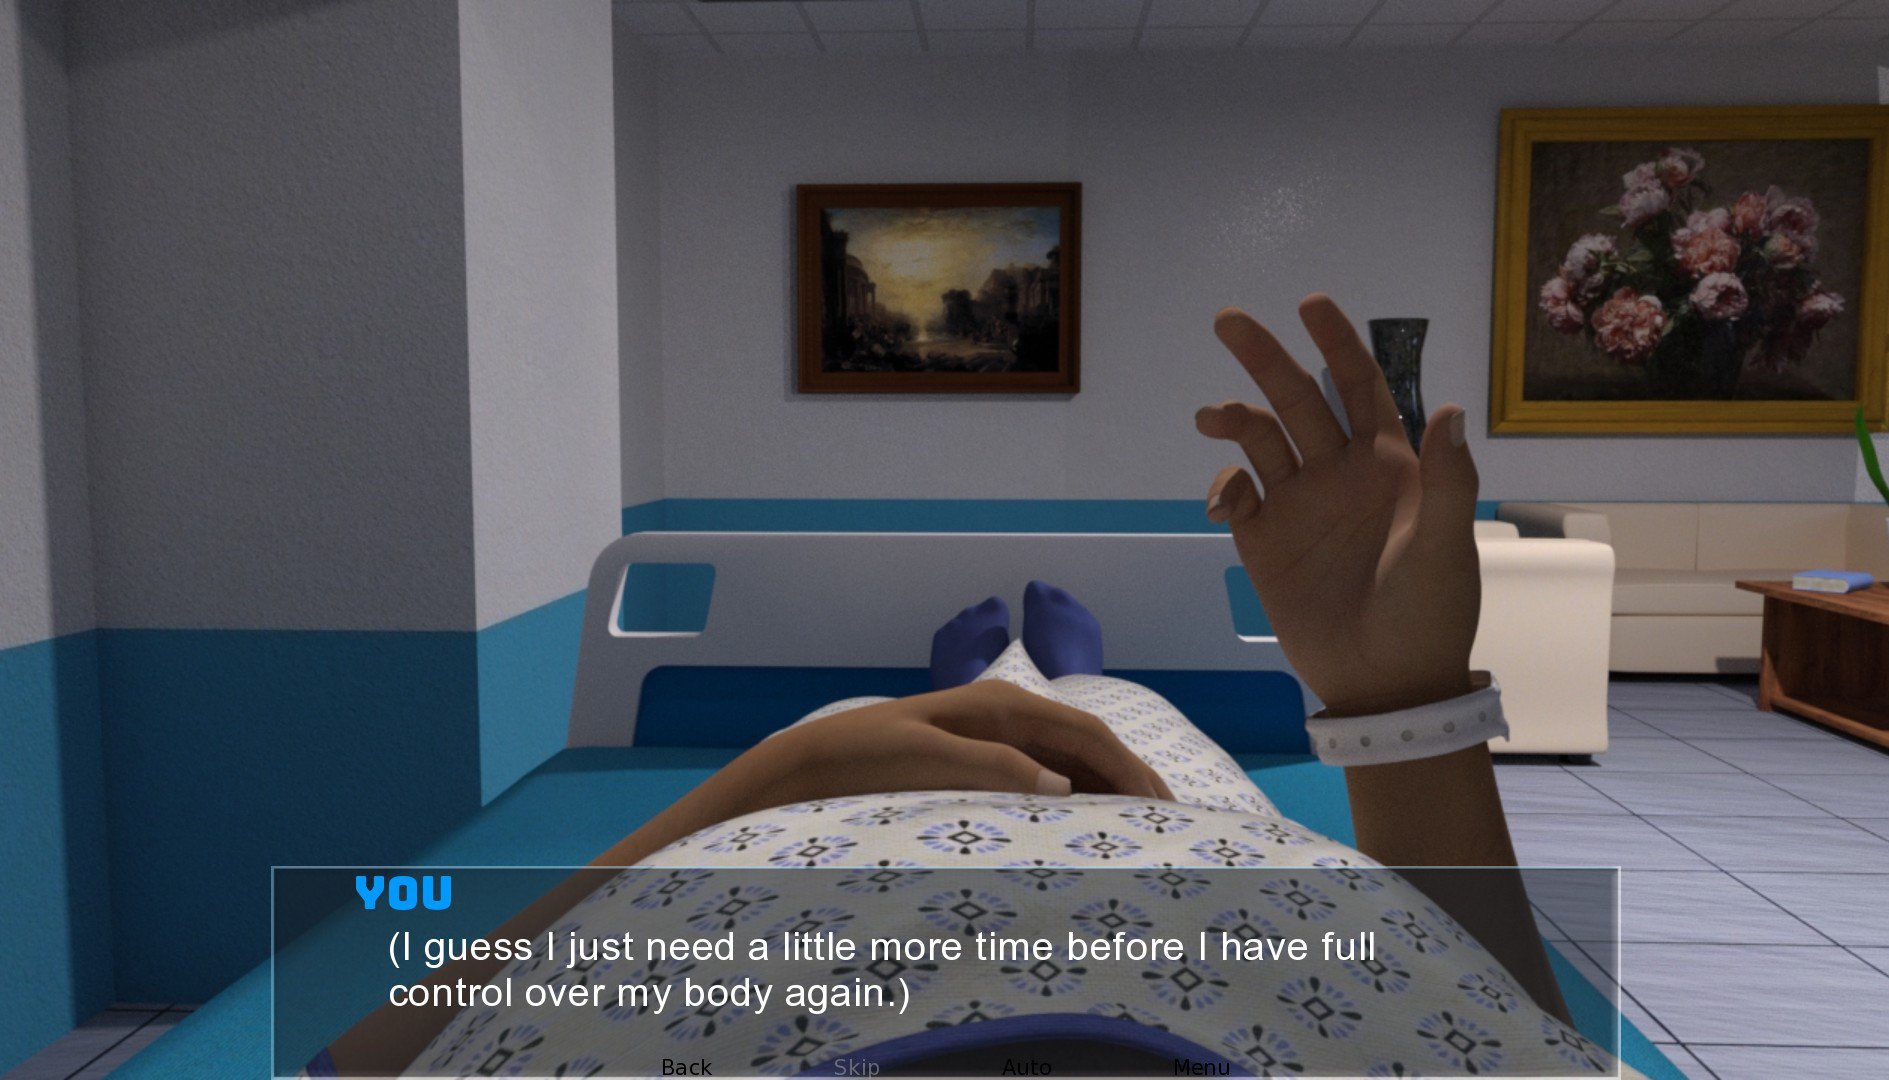 YOU
(I guess I just need a little more time before I have full
control over my body again.)
Back Skip Auto Menu